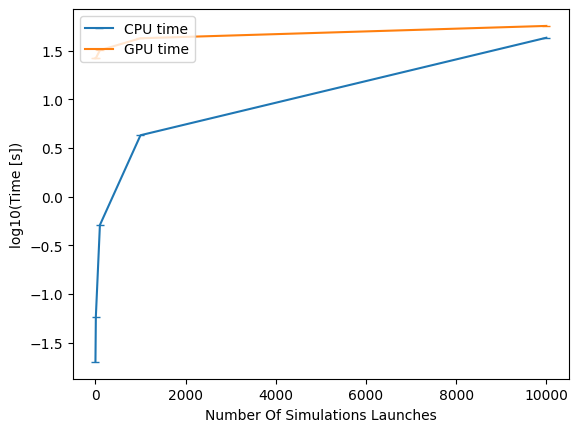 CPU time
GPU time
1.5
1.0
0.5
0.0
−0.5
−1.0
−1.5
log10(Time [s])
0 2000 4000 6000 8000 10000
Number Of Simulations Launches